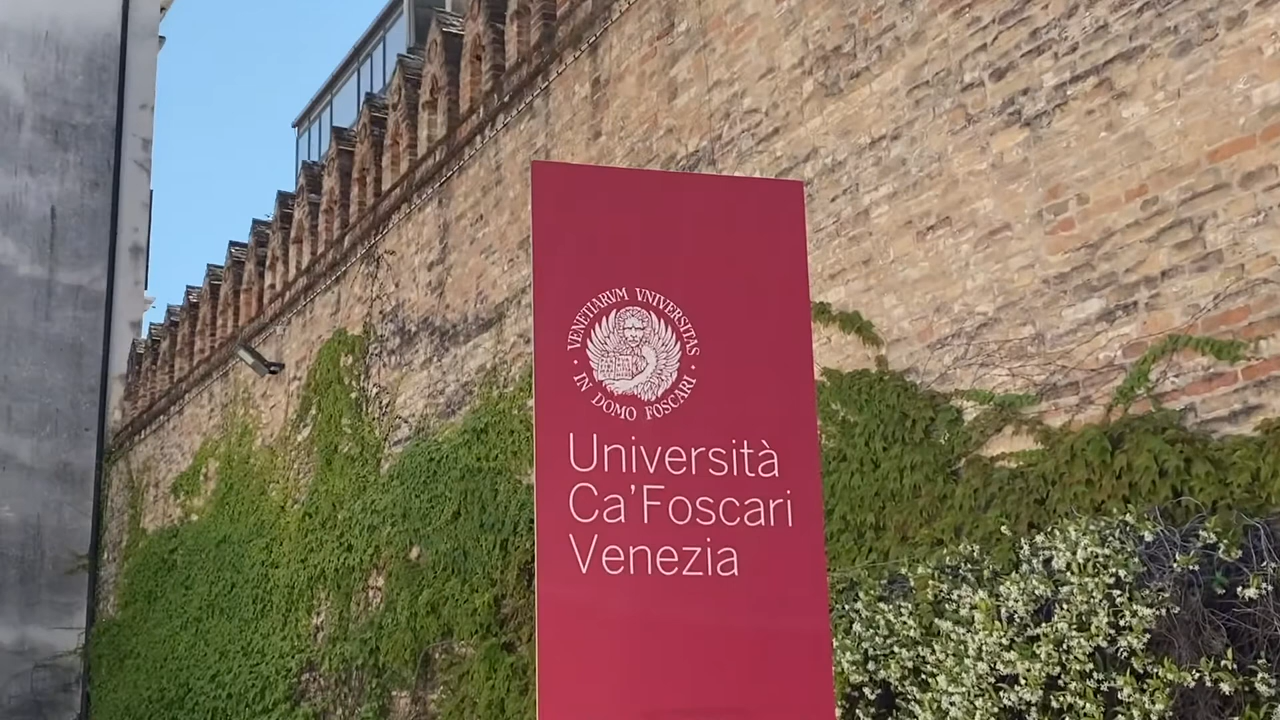 VENETIARVM VNIVERSITAS
IN DOMO FOSCARI
Università
Ca'Foscari
Venezia